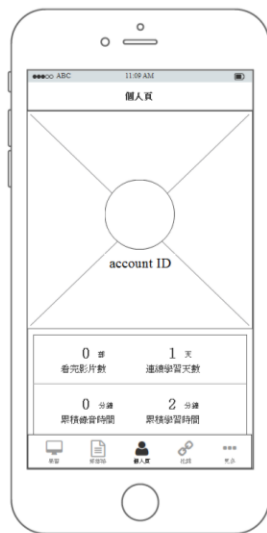 ABC 11:09 AM
個人頁
account ID
0 部 1 天
看完影片數 連續學習天數
0 分鐘 2 分鐘
累積錄音時間 累積學習時間
個人頁 更多